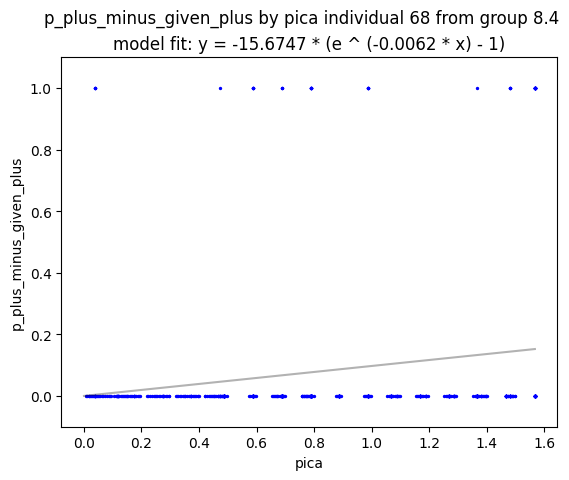 p_plus_minus_given_plus by pica individual 68 from group 8.4
model fit: y = -15.6747 * (e ^ (-0.0062 * x) - 1)
1.0
0.8
0.6
0.4
0.2
0.0
p_plus_minus_given_plus
0.0 0.2 0.4 0.6 0.8 1.0 1.2 1.4 1.6
pica